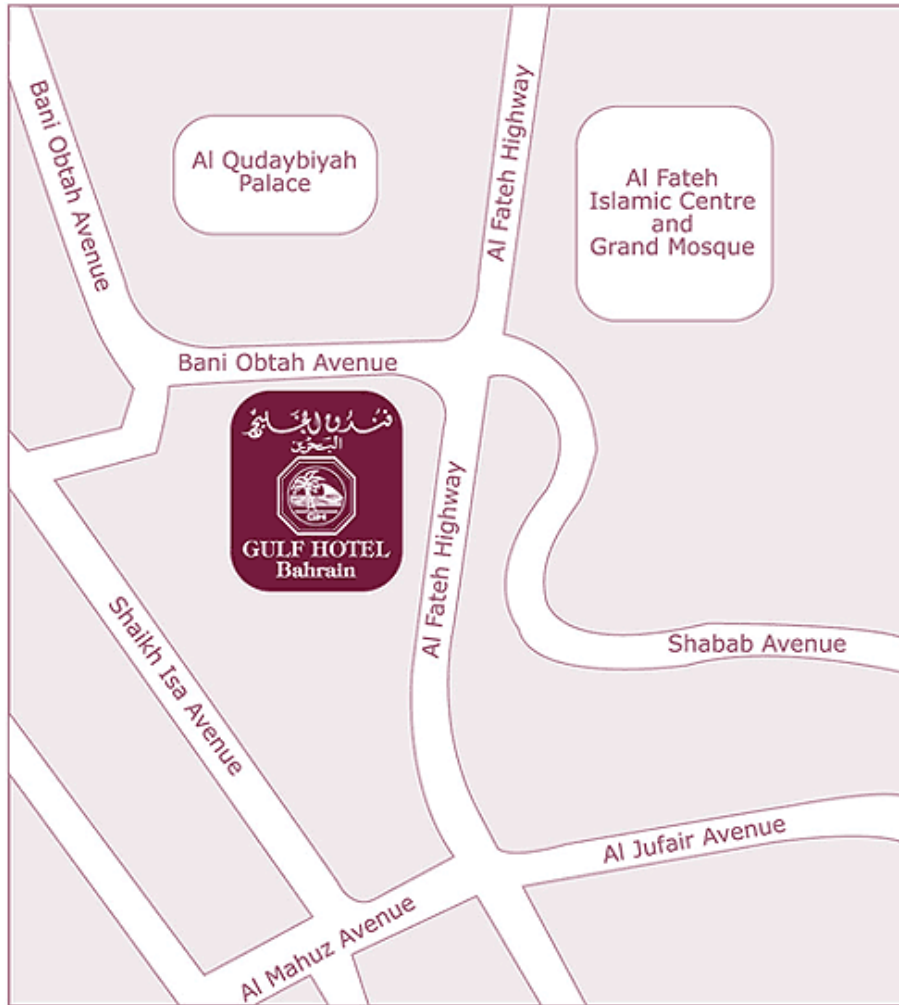 Bani Obtah Avenue
Al Qudaybiyah
Palace
Al Fateh Highway
Al Fateh
Islamic Centre
and
Grand Mosque
Bani Obtah Avenue
فندق الخليج
البحرين
GH
GULF HOTEL
Bahrain
Al Fateh Highway
Shaikh Isa Avenue
Shabab Avenue
Al Jufair Avenue
Al Mahuz Avenue